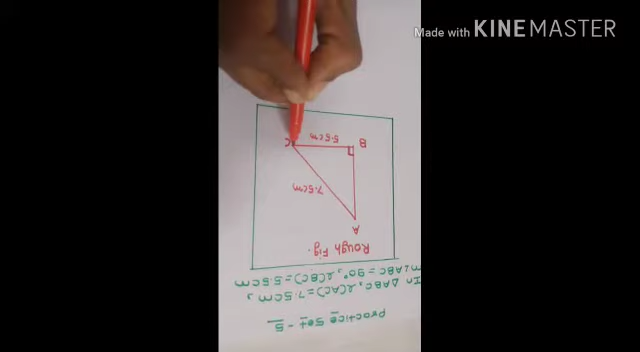 Made with KINEMASTER
Practice Set - 5
In △ABC, l(AC)=7.5cm,
m∠ABC = 90°, l(BC)=5.5cm
Rough Fig.
A
7.5cm
B
5.5cm
C